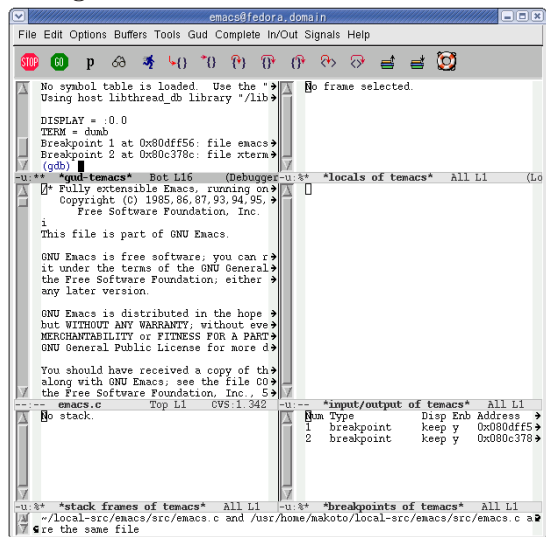 emacs@fedora.domain
File Edit Options Buffers Tools Gud Complete In/Out Signals Help
STOP GO p
No symbol table is loaded.  Use the "
Using host libthread_db library "/lib
DISPLAY = :0.0
TERM = dumb
Breakpoint 1 at 0x80dff56: file emacs
Breakpoint 2 at 0x80c378c: file xterm
(gdb)
-u:** *gud-temacs* Bot L16 (Debugger
No frame selected.
-u:%* *locals of temacs* All L1 (Lo
/* Fully extensible Emacs, running on
Copyright (C) 1985,86,87,93,94,95,
Free Software Foundation, Inc.
i
This file is part of GNU Emacs.
GNU Emacs is free software; you can r
it under the terms of the GNU General
the Free Software Foundation; either
any later version.
GNU Emacs is distributed in the hope
but WITHOUT ANY WARRANTY; without eve
MERCHANTABILITY or FITNESS FOR A PART
GNU General Public License for more d
You should have received a copy of th
along with GNU Emacs; see the file CO
the Free Software Foundation, Inc., 5
--:-- emacs.c Top L1 CVS:1.342
-u:-- *input/output of temacs* All L1
No stack.
-u:%* *stack frames of temacs* All L1
Num Type Disp Enb Address
1 breakpoint keep y 0x080dff5
2 breakpoint keep y 0x080c378
-u:%* *breakpoints of temacs* All L1
~/local-src/emacs/src/emacs.c and /usr/home/makoto/local-src/emacs/src/emacs.c a
re the same file